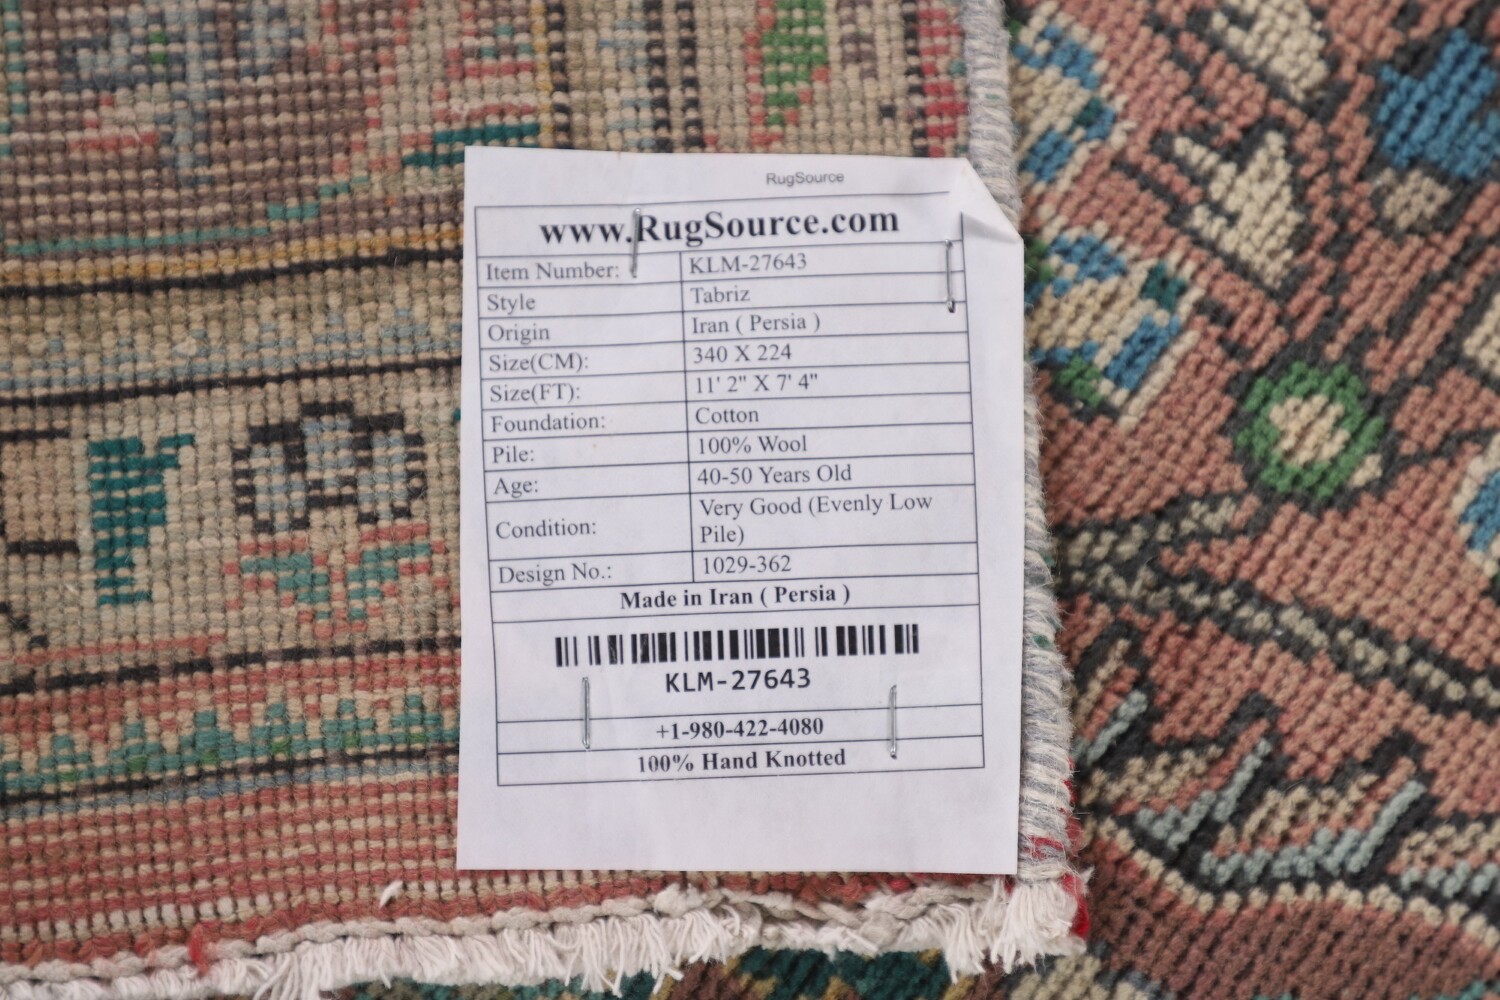 RugSource
www.RugSource.com
Item Number: KLM-27643
Style Tabriz
Origin Iran ( Persia )
Size(CM): 340 X 224
Size(FT): 11' 2" X 7' 4"
Foundation: Cotton
Pile: 100% Wool
Age: 40-50 Years Old
Condition: Very Good (Evenly Low
Pile)
Design No.: 1029-362
Made in Iran ( Persia )
KLM-27643
+1-980-422-4080
100% Hand Knotted